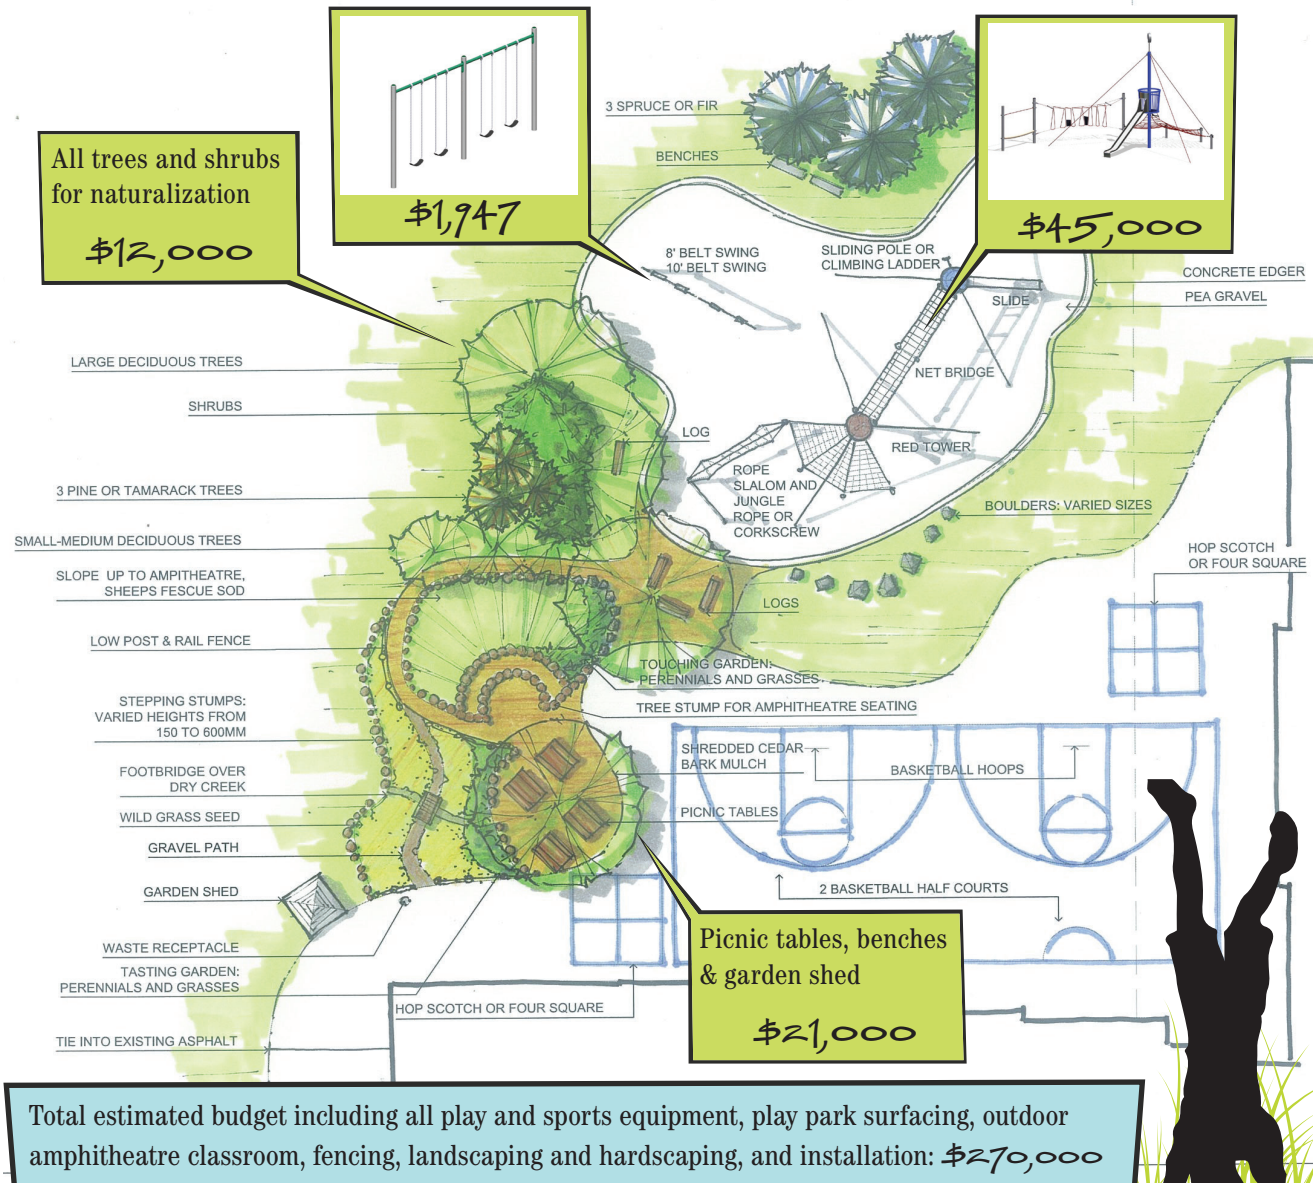 All trees and shrubs
for naturalization
$12,000
$1,947
$45,000
3 SPRUCE OR FIR
BENCHES
8' BELT SWING
10' BELT SWING
SLIDING POLE OR
CLIMBING LADDER
SLIDE
CONCRETE EDGER
PEA GRAVEL
NET BRIDGE
RED TOWER
LOG
ROPE
SLALOM AND
JUNGLE
ROPE OR
CORKSCREW
BOULDERS: VARIED SIZES
HOP SCOTCH
OR FOUR SQUARE
LARGE DECIDUOUS TREES
SHRUBS
3 PINE OR TAMARACK TREES
SMALL-MEDIUM DECIDUOUS TREES
SLOPE UP TO AMPITHEATRE,
SHEEPS FESCUE SOD
LOW POST & RAIL FENCE
STEPPING STUMPS:
VARIED HEIGHTS FROM
150 TO 600MM
FOOTBRIDGE OVER
DRY CREEK
WILD GRASS SEED
GRAVEL PATH
GARDEN SHED
WASTE RECEPTACLE
TASTING GARDEN:
PERENNIALS AND GRASSES
TIE INTO EXISTING ASPHALT
LOGS
TOUCHING GARDEN:
PERENNIALS AND GRASSES
TREE STUMP FOR AMPHITHEATRE SEATING
SHREDDED CEDAR
BARK MULCH
BASKETBALL HOOPS
PICNIC TABLES
2 BASKETBALL HALF COURTS
HOP SCOTCH OR FOUR SQUARE
Picnic tables, benches
& garden shed
$21,000
Total estimated budget including all play and sports equipment, play park surfacing, outdoor
amphitheatre classroom, fencing, landscaping and hardscaping, and installation: $270,000